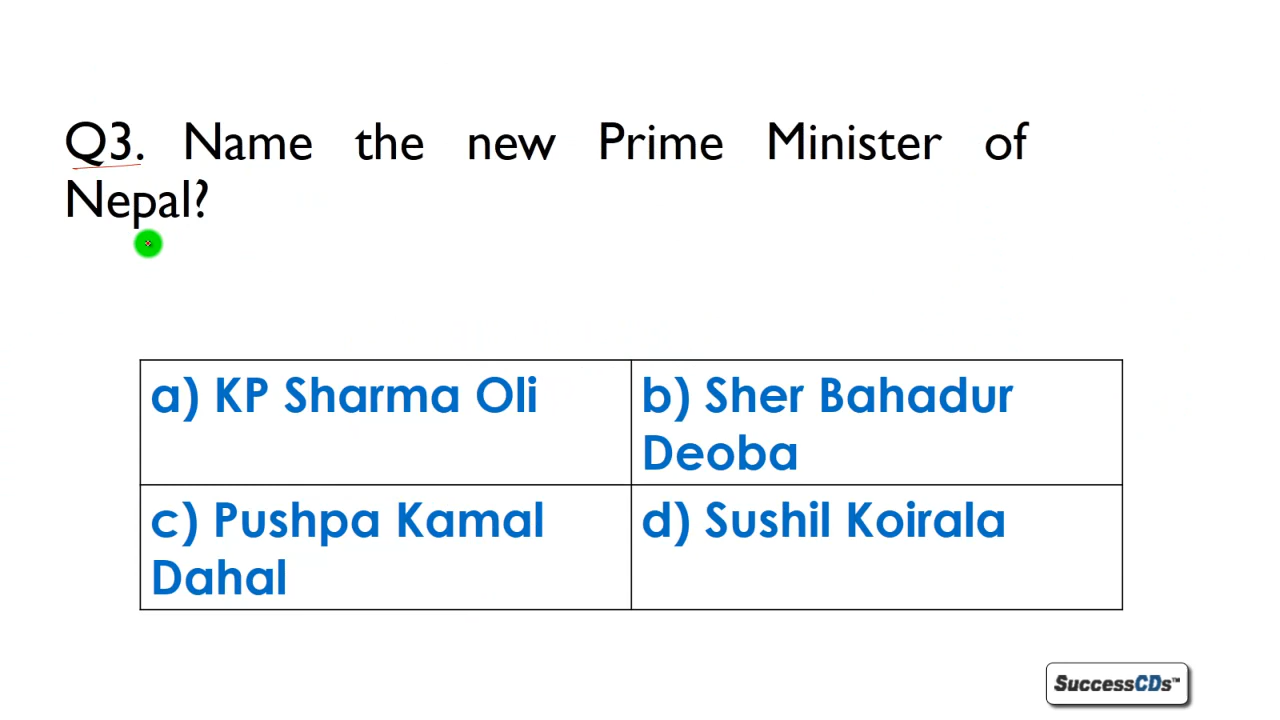 Q3. Name the new Prime Minister of
Nepal?
a) KP Sharma Oli
b) Sher Bahadur
Deoba
c) Pushpa Kamal
Dahal
d) Sushil Koirala
SuccessCDs™